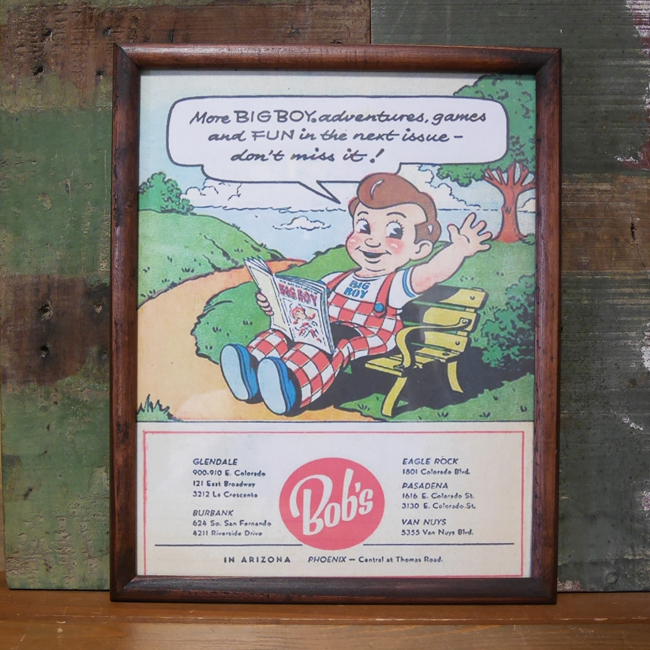 More BIG BOY adventures, games
and FUN in the next issue —
don't miss it!
BIG BOY
BIG
BOY
GLENDALE
900-910 E. Colorado
121 East Broadway
3212 La Crescenta
BURBANK
624 So. San Fernando
4211 Riverside Drive
Bob's
EAGLE ROCK
1801 Colorado Blvd.
PASADENA
1616 E. Colorado St.
3130 E. Colorado St.
VAN NUYS
5355 Van Nuys Blvd.
IN ARIZONA PHOENIX — Central at Thomas Road.